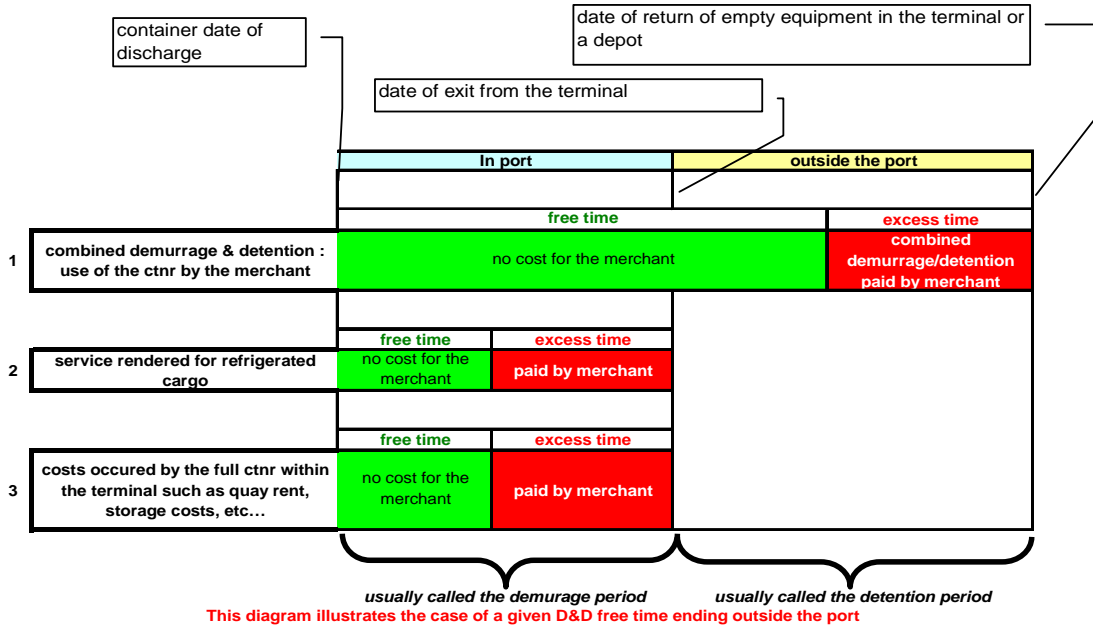 container date of
discharge
date of return of empty equipment in the terminal or
a depot
date of exit from the terminal
In port
outside the port
free time
excess time
1
combined demurrage & detention :
use of the ctnr by the merchant
no cost for the merchant
combined
demurrage/detention
paid by merchant
free time
excess time
2
service rendered for refrigerated
cargo
no cost for the
merchant
paid by merchant
free time
excess time
3
costs occured by the full ctnr within
the terminal such as quay rent,
storage costs, etc…
no cost for the
merchant
paid by merchant
usually called the demurage period
usually called the detention period
This diagram illustrates the case of a given D&D free time ending outside the port